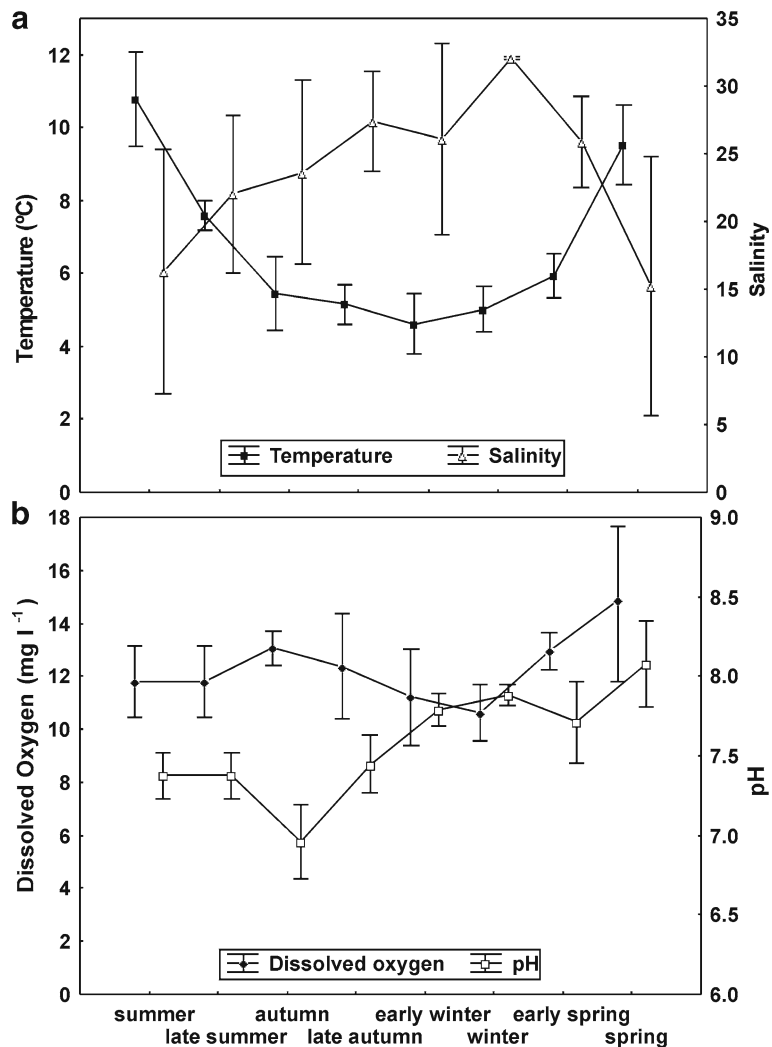 a
12
10
8
6
4
2
0
Temperature (ºC)
35
30
25
20
15
10
5
0
Salinity
Temperature
Salinity
b
18
16
14
12
10
8
6
4
2
0
Dissolved Oxygen (mg l -1)
9.0
8.5
8.0
7.5
7.0
6.5
6.0
pH
Dissolved oxygen
pH
summer
late summer
autumn
late autumn
early winter
winter
early spring
spring